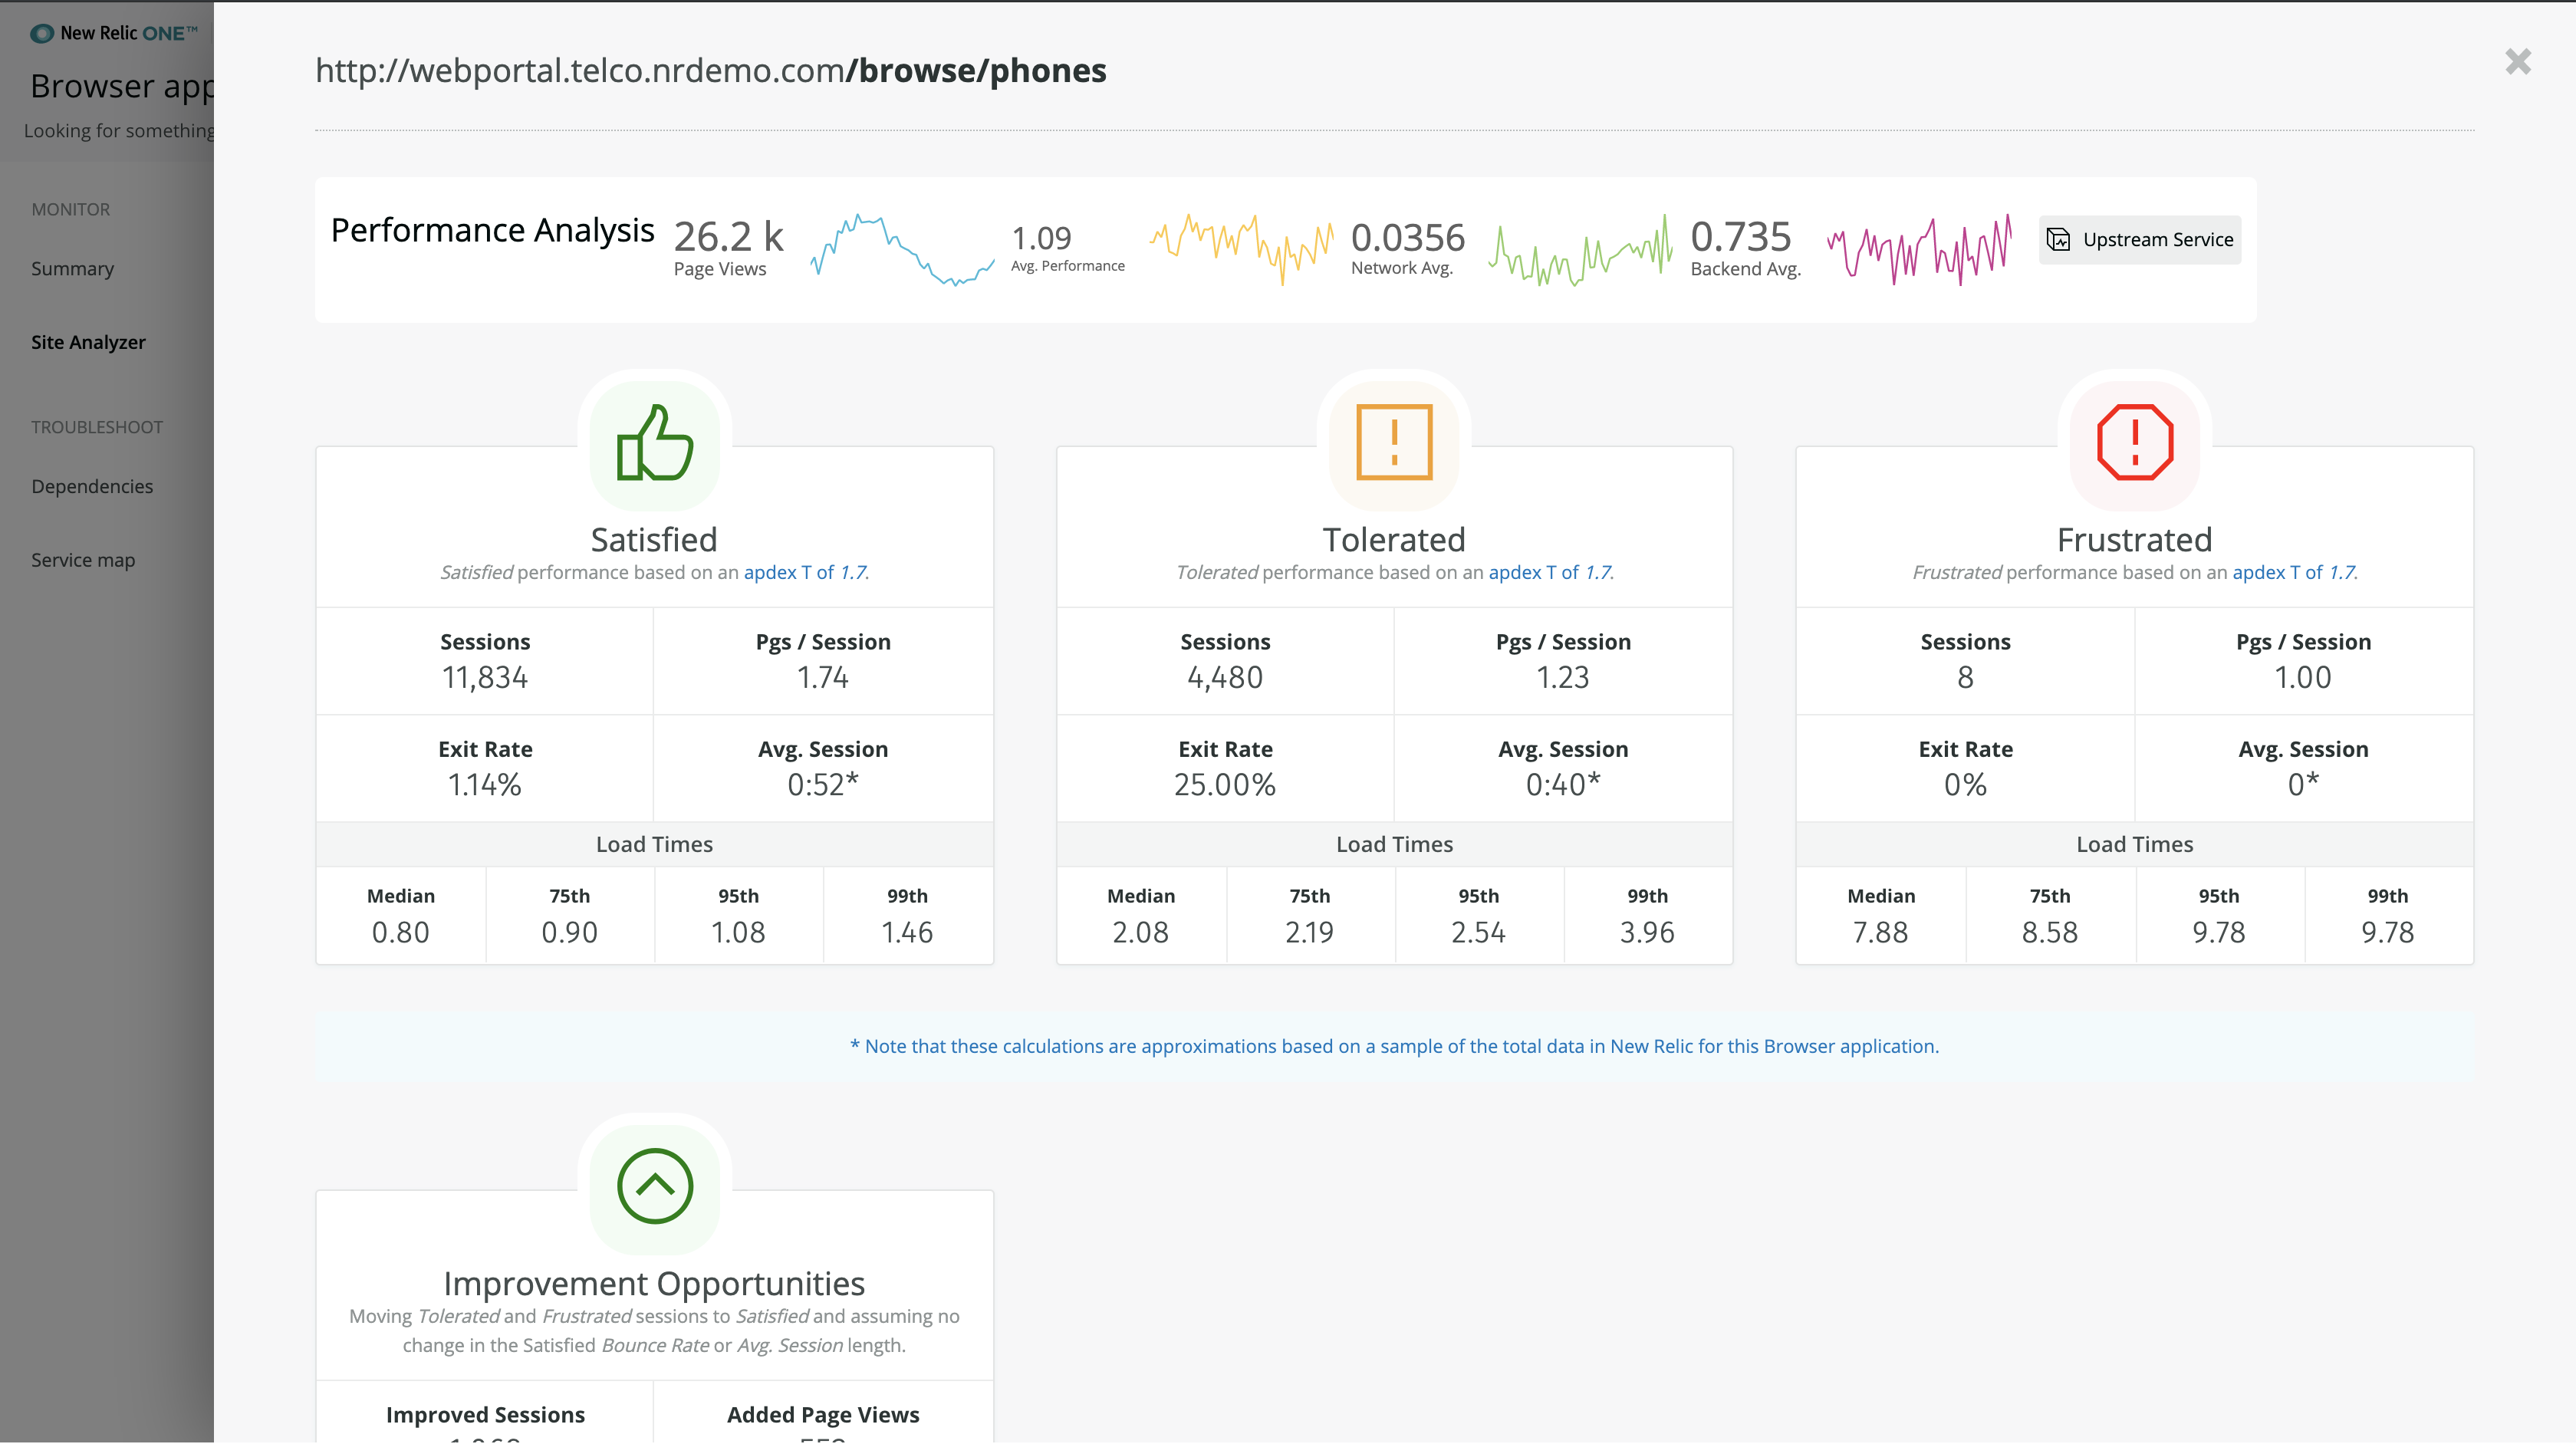 New Relic ONE™
Browser app
Looking for something
MONITOR
Summary
Site Analyzer
TROUBLESHOOT
Dependencies
Service map
http://webportal.telco.nrdemo.com/browse/phones
Performance Analysis
26.2 k
Page Views
1.09
Avg. Performance
0.0356
Network Avg.
0.735
Backend Avg.
Upstream Service
Satisfied
Satisfied performance based on an apdex T of 1.7.
Sessions
11,834
Pgs / Session
1.74
Exit Rate
1.14%
Avg. Session
0:52*
Load Times
Median
0.80
75th
0.90
95th
1.08
99th
1.46
Tolerated
Tolerated performance based on an apdex T of 1.7.
Sessions
4,480
Pgs / Session
1.23
Exit Rate
25.00%
Avg. Session
0:40*
Load Times
Median
2.08
75th
2.19
95th
2.54
99th
3.96
Frustrated
Frustrated performance based on an apdex T of 1.7.
Sessions
8
Pgs / Session
1.00
Exit Rate
0%
Avg. Session
0*
Load Times
Median
7.88
75th
8.58
95th
9.78
99th
9.78
* Note that these calculations are approximations based on a sample of the total data in New Relic for this Browser application.
Improvement Opportunities
Moving Tolerated and Frustrated sessions to Satisfied and assuming no
change in the Satisfied Bounce Rate or Avg. Session length.
Improved Sessions
Added Page Views